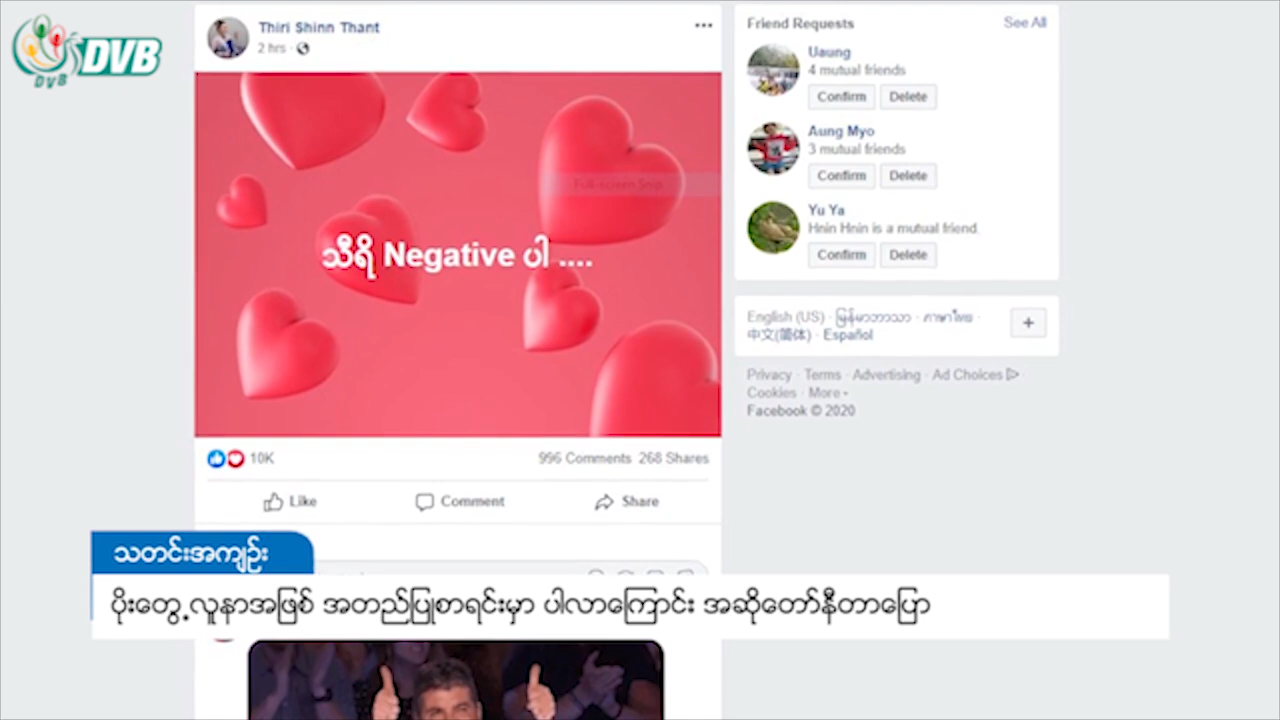 DVB
DVB
Thiri Shinn Thant
2 hrs ·
သီရိ Negative ပါ ....
10K
996 Comments 268 Shares
Like
Comment
Share
Friend Requests
See All
Uaung
4 mutual friends
Confirm
Delete
Aung Myo
3 mutual friends
Confirm
Delete
Yu Ya
Hnin Hnin is a mutual friend.
Confirm
Delete
English (US) · မြန်မာဘာသာ · ภาษาไทย ·
中文(简体) · Español
Privacy · Terms · Advertising · Ad Choices ·
Cookies · More
Facebook © 2020
သတင်းအကျဉ်း
ပိုးတွေ့လူနာအဖြစ် အတည်ပြုစာရင်းမှာ ပါလာကြောင်း အဆိုတော်နီတာပြော